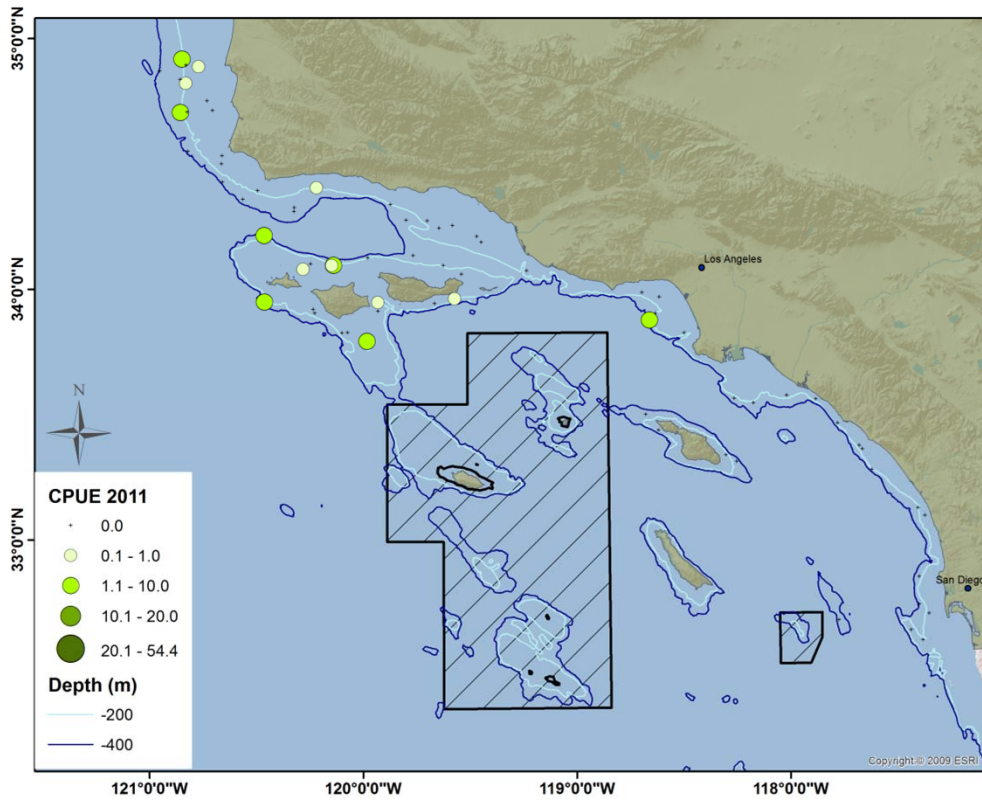 35°0'0"N
34°0'0"N
33°0'0"N
Los Angeles
San Diego
N
CPUE 2011
0.0
0.1 - 1.0
1.1 - 10.0
10.1 - 20.0
20.1 - 54.4
Depth (m)
-200
-400
Copyright © 2009 ESRI
121°0'0"W
120°0'0"W
119°0'0"W
118°0'0"W